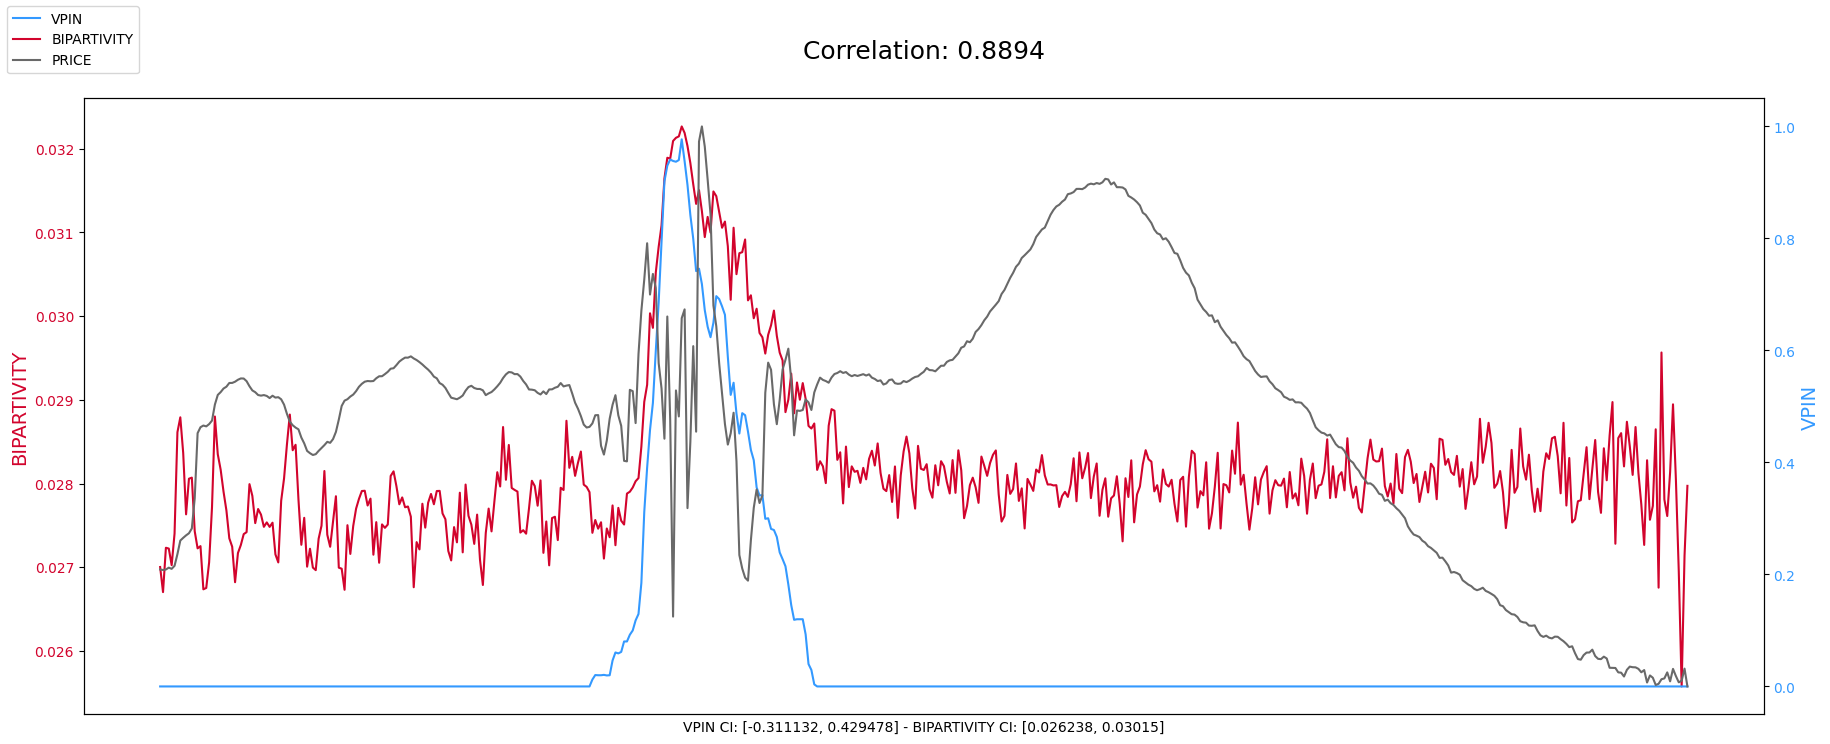 VPIN
BIPARTIVITY
PRICE
Correlation: 0.8894
0.032
0.031
0.030
0.029
0.028
0.027
0.026
BIPARTIVITY
1.0
0.8
0.6
0.4
0.2
0.0
VPIN
VPIN CI: [-0.311132, 0.429478] - BIPARTIVITY CI: [0.026238, 0.03015]